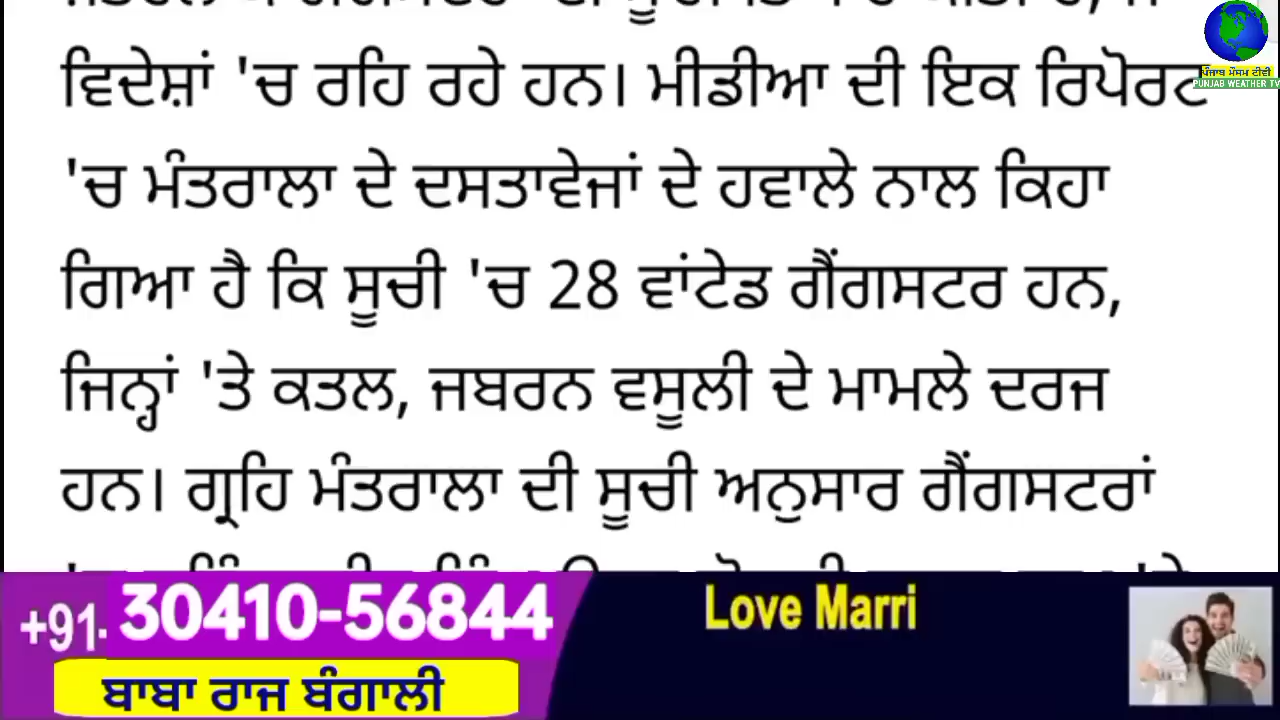 ਵਿਦੇਸ਼ਾਂ 'ਚ ਰਹਿ ਰਹੇ ਹਨ। ਮੀਡੀਆ ਦੀ ਇਕ ਰਿਪੋਰਟ
'ਚ ਮੰਤਰਾਲਾ ਦੇ ਦਸਤਾਵੇਜਾਂ ਦੇ ਹਵਾਲੇ ਨਾਲ ਕਿਹਾ
ਗਿਆ ਹੈ ਕਿ ਸੂਚੀ 'ਚ 28 ਵਾਂਟੇਡ ਗੈਂਗਸਟਰ ਹਨ,
ਜਿਨ੍ਹਾਂ 'ਤੇ ਕਤਲ, ਜਬਰਨ ਵਸੂਲੀ ਦੇ ਮਾਮਲੇ ਦਰਜ
ਹਨ। ਗ੍ਰਹਿ ਮੰਤਰਾਲਾ ਦੀ ਸੂਚੀ ਅਨੁਸਾਰ ਗੈਂਗਸਟਰਾਂ
ਪੰਜਾਬ ਮੌਸਮ ਟੀਵੀ
PUNJAB WEATHER TV
+91- 30410-56844
ਬਾਬਾ ਰਾਜ ਬੰਗਾਲੀ
Love Marri